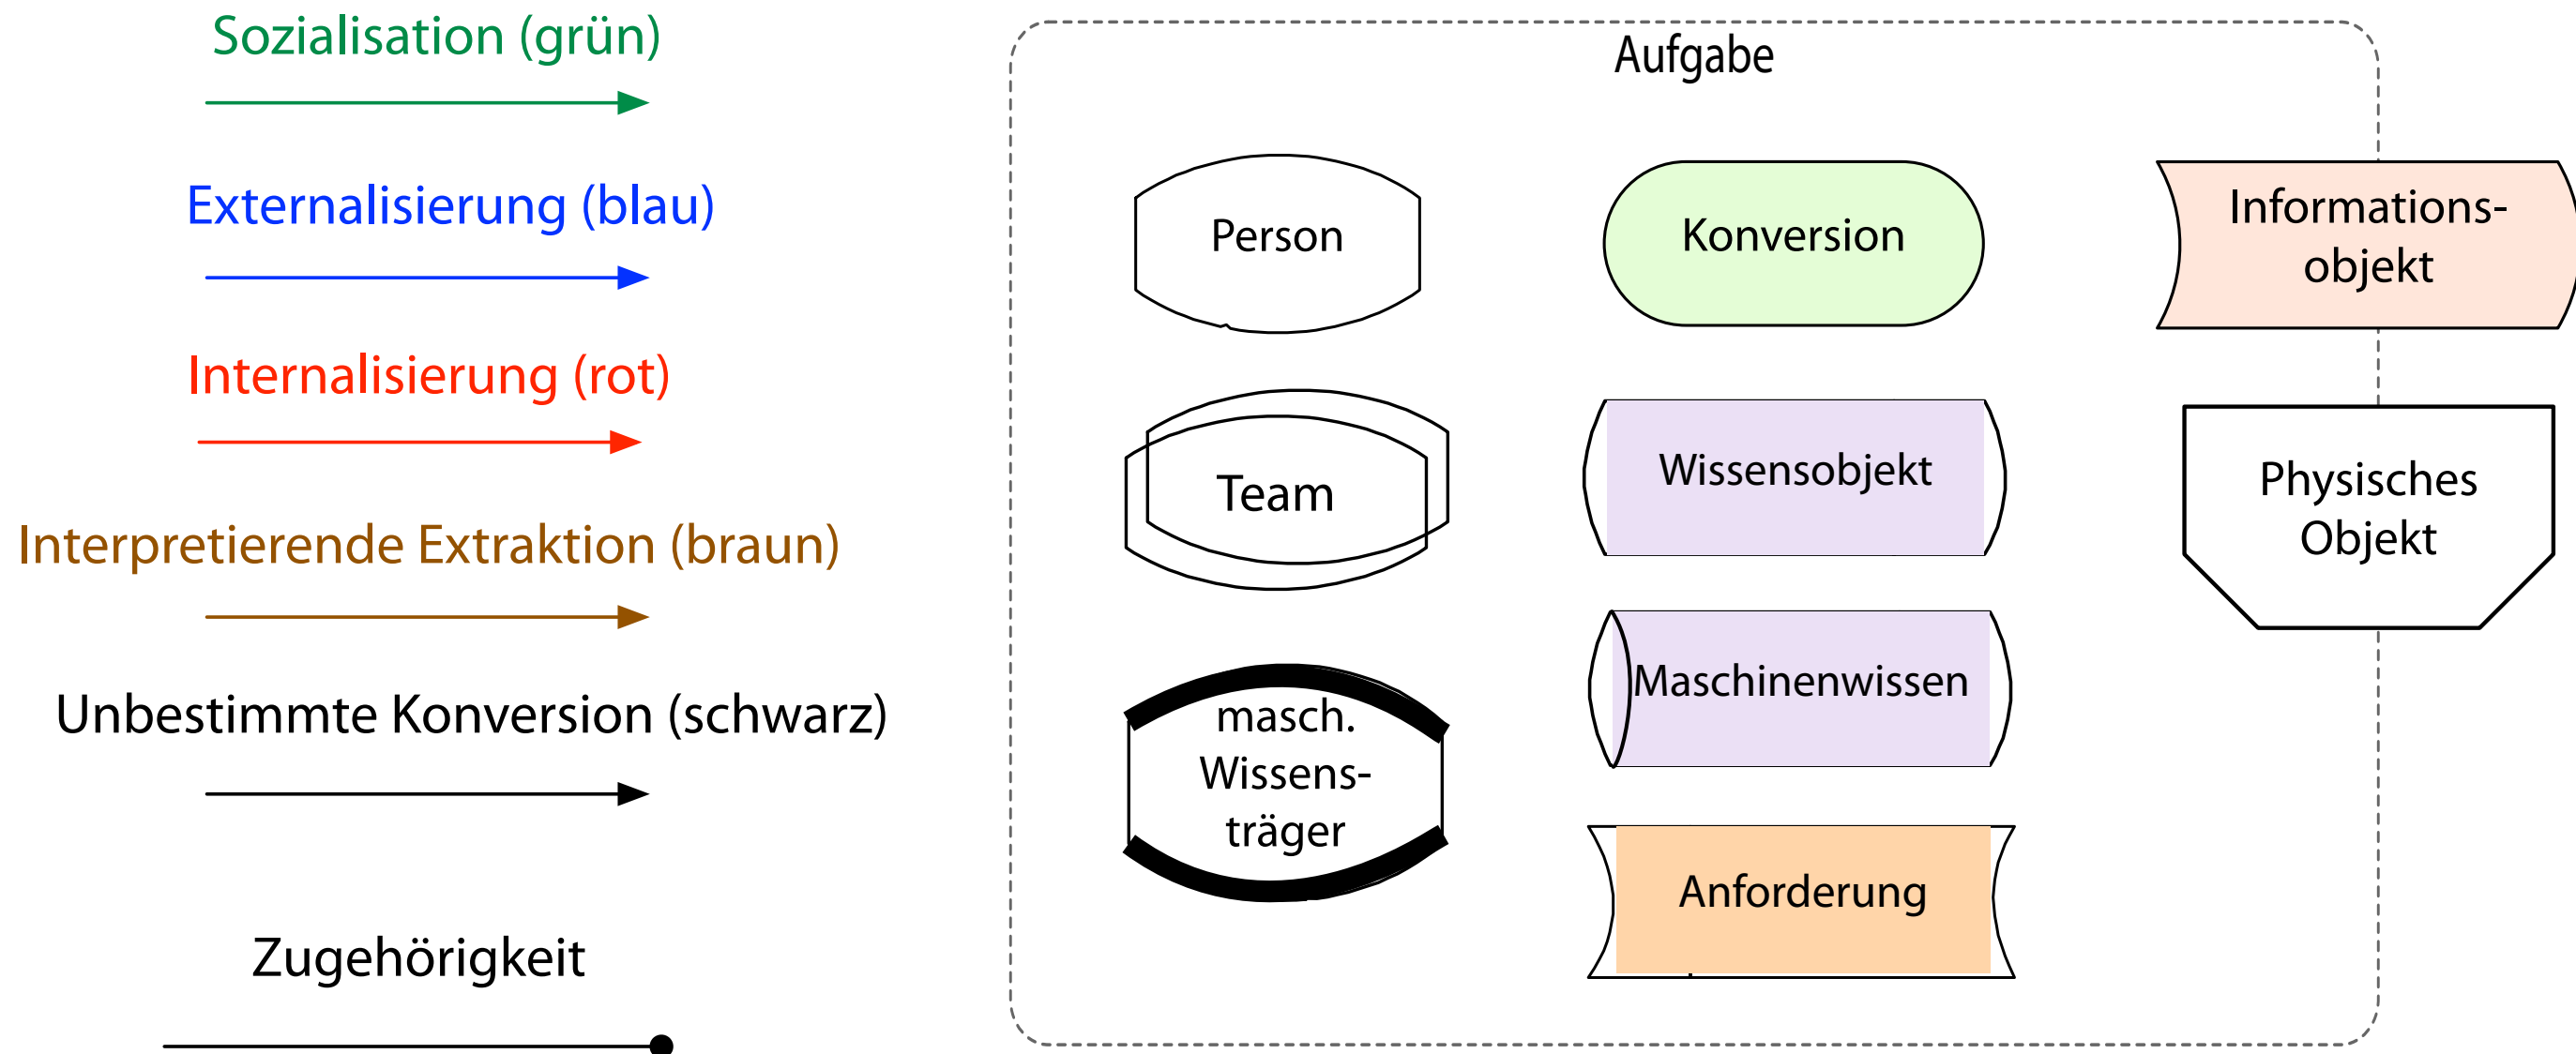 Sozialisation (grün)
Externalisierung (blau)
Internalisierung (rot)
Interpretierende Extraktion (braun)
Unbestimmte Konversion (schwarz)
Zugehörigkeit
Aufgabe
Person
Team
masch.
Wissens-
träger
Konversion
Wissensobjekt
Maschinenwissen
Anforderung
Informations-
objekt
Physisches
Objekt